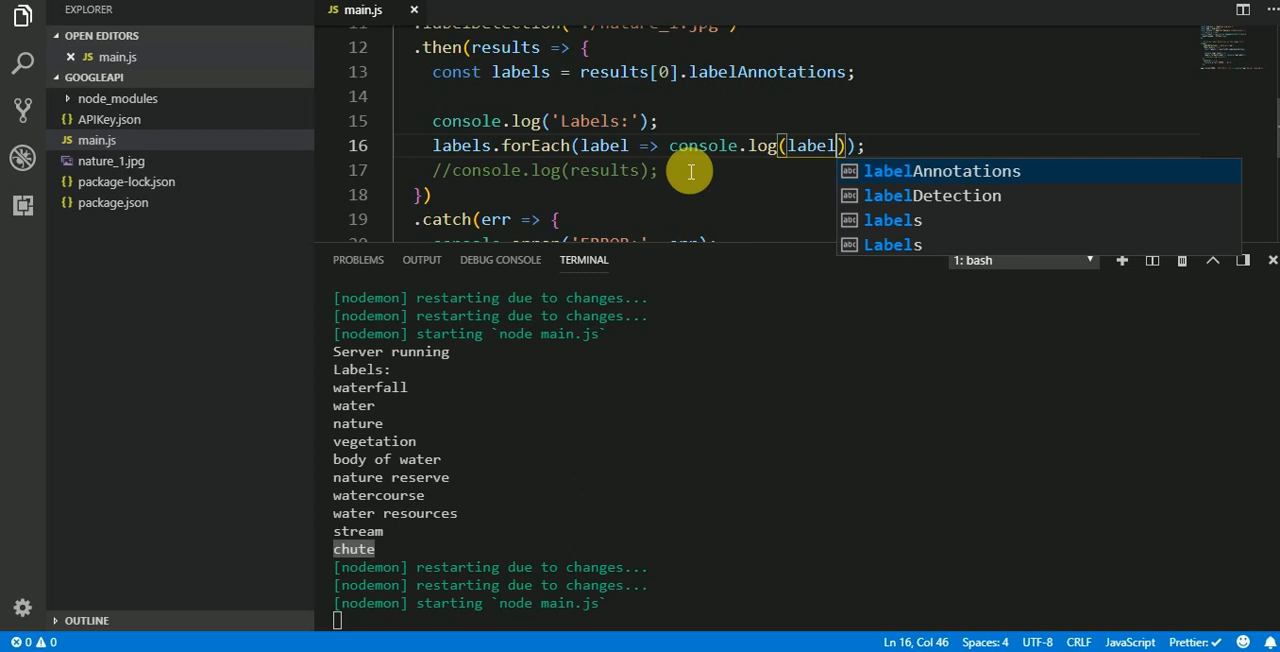 EXPLORER
OPEN EDITORS
JS main.js
GOOGLEAPI
node_modules
{} APIKey.json
JS main.js
nature_1.jpg
{} package-lock.json
{} package.json
OUTLINE
JS main.js
12 .then(results => {
13 const labels = results[0].labelAnnotations;
14
15 console.log('Labels:');
16 labels.forEach(label => console.log(label));
17 //console.log(results);
18 })
19 .catch(err => {
labelAnnotations
labelDetection
labels
Labels
PROBLEMS OUTPUT DEBUG CONSOLE TERMINAL 1: bash
[nodemon] restarting due to changes...
[nodemon] restarting due to changes...
[nodemon] starting `node main.js`
Server running
Labels:
waterfall
water
nature
vegetation
body of water
nature reserve
watercourse
water resources
stream
chute
[nodemon] restarting due to changes...
[nodemon] restarting due to changes...
[nodemon] starting `node main.js`
0 0 Ln 16, Col 46 Spaces: 4 UTF-8 CRLF JavaScript Prettier: ✓